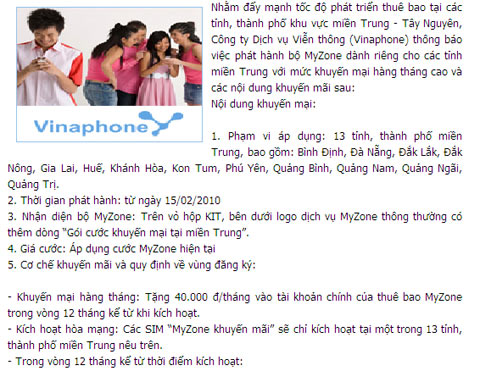 Nhằm đẩy mạnh tốc độ phát triển thuê bao tại các
tỉnh, thành phố khu vực miền Trung - Tây Nguyên,
Công ty Dịch vụ Viễn thông (Vinaphone) thông báo
việc phát hành bộ MyZone dành riêng cho các tỉnh
miền Trung với mức khuyến mại hàng tháng cao và
các nội dung khuyến mãi sau:
Nội dung khuyến mại:
Vinaphone
1. Phạm vi áp dụng: 13 tỉnh, thành phố miền
Trung, bao gồm: Bình Định, Đà Nẵng, Đắk Lắk, Đắk
Nông, Gia Lai, Huế, Khánh Hòa, Kon Tum, Phú Yên, Quảng Bình, Quảng Nam, Quảng Ngãi,
Quảng Trị.
2. Thời gian phát hành: từ ngày 15/02/2010
3. Nhận diện bộ MyZone: Trên vỏ hộp KIT, bên dưới logo dịch vụ MyZone thông thường có
thêm dòng “Gói cước khuyến mại tại miền Trung”.
4. Giá cước: Áp dụng cước MyZone hiện tại
5. Cơ chế khuyến mãi và quy định về vùng đăng ký:
- Khuyến mại hàng tháng: Tặng 40.000 đ/tháng vào tài khoản chính của thuê bao MyZone
trong vòng 12 tháng kể từ khi kích hoạt.
- Kích hoạt hòa mạng: Các SIM “MyZone khuyến mãi” sẽ chỉ kích hoạt tại một trong 13 tỉnh,
thành phố miền Trung nêu trên.
- Trong vòng 12 tháng kể từ thời điểm kích hoạt: